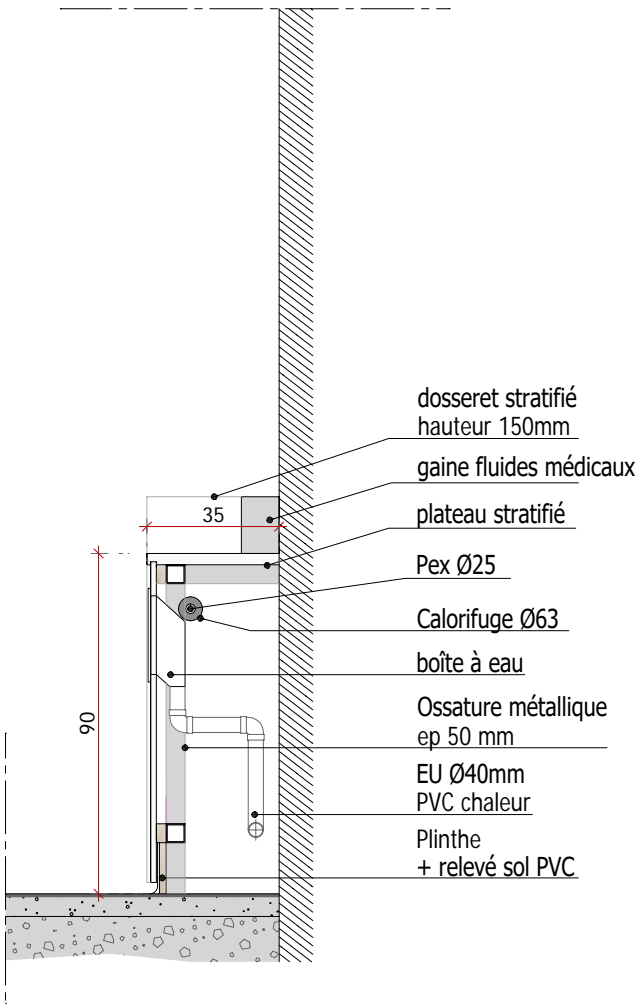 dosseret stratifié
hauteur 150mm
gaine fluides médicaux
35
plateau stratifié
Pex Ø25
Calorifuge Ø63
boîte à eau
Ossature métallique
90
ep 50 mm
EU Ø40mm
PVC chaleur
Plinthe
+ relevé sol PVC